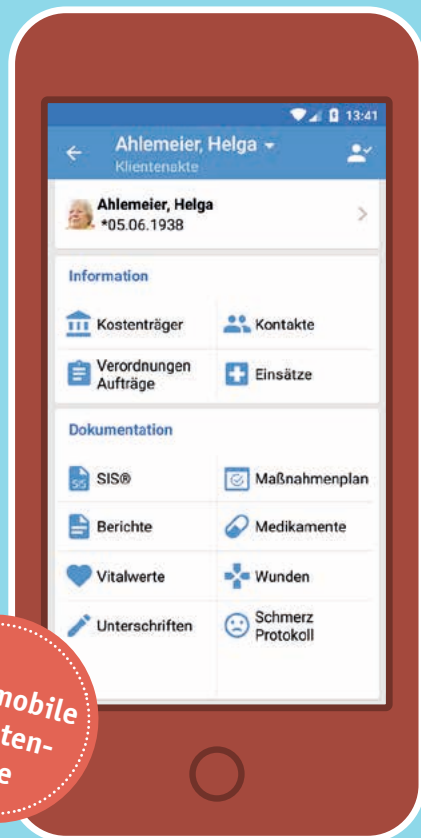 13:41
Ahlemeier, Helga
Klientenakte
Ahlemeier, Helga
*05.06.1938
Information
Kostenträger
Kontakte
Verordnungen
Aufträge
Einsätze
Dokumentation
SIS
SIS®
Maßnahmenplan
Berichte
Medikamente
Vitalwerte
Wunden
Unterschriften
Schmerz
Protokoll
mobile